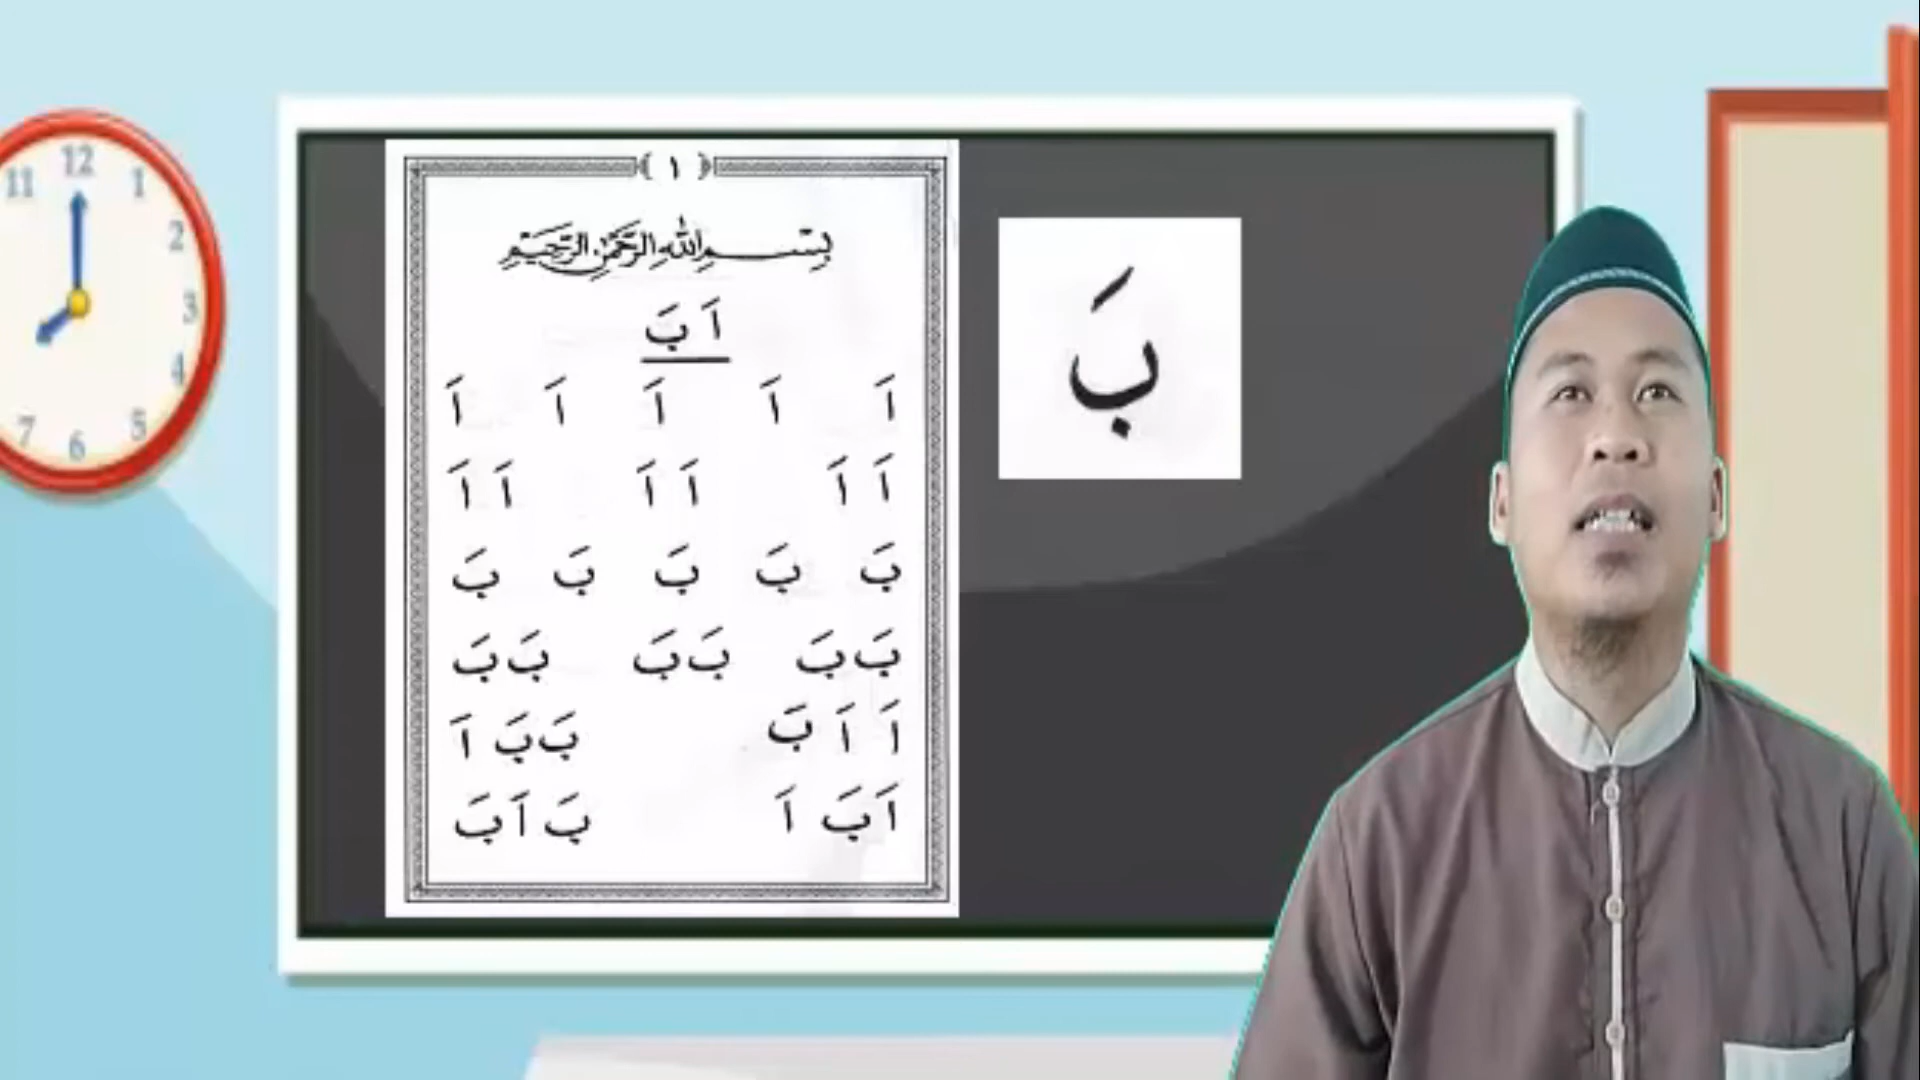 ﴿ ١ ﴾
بِسْمِ اللّٰهِ الرَّحْمٰنِ الرَّحِيْمِ
اَ بَ
اَ اَ اَ اَ اَ
اَ اَ اَ اَ اَ اَ
بَ بَ بَ بَ بَ
بَ بَ بَ بَ بَ بَ
اَ اَ بَ بَ بَ اَ
اَ بَ اَ بَ اَ بَ
بَ
12
11 1
2
3
4
7 6 5